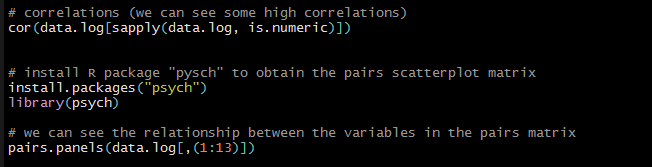 # correlations (we can see some high correlations)
cor(data.log[sapply(data.log, is.numeric)])
# install R package "pysch" to obtain the pairs scatterplot matrix
install.packages("psych")
library(psych)
# we can see the relationship between the variables in the pairs matrix
pairs.panels(data.log[,(1:13)])